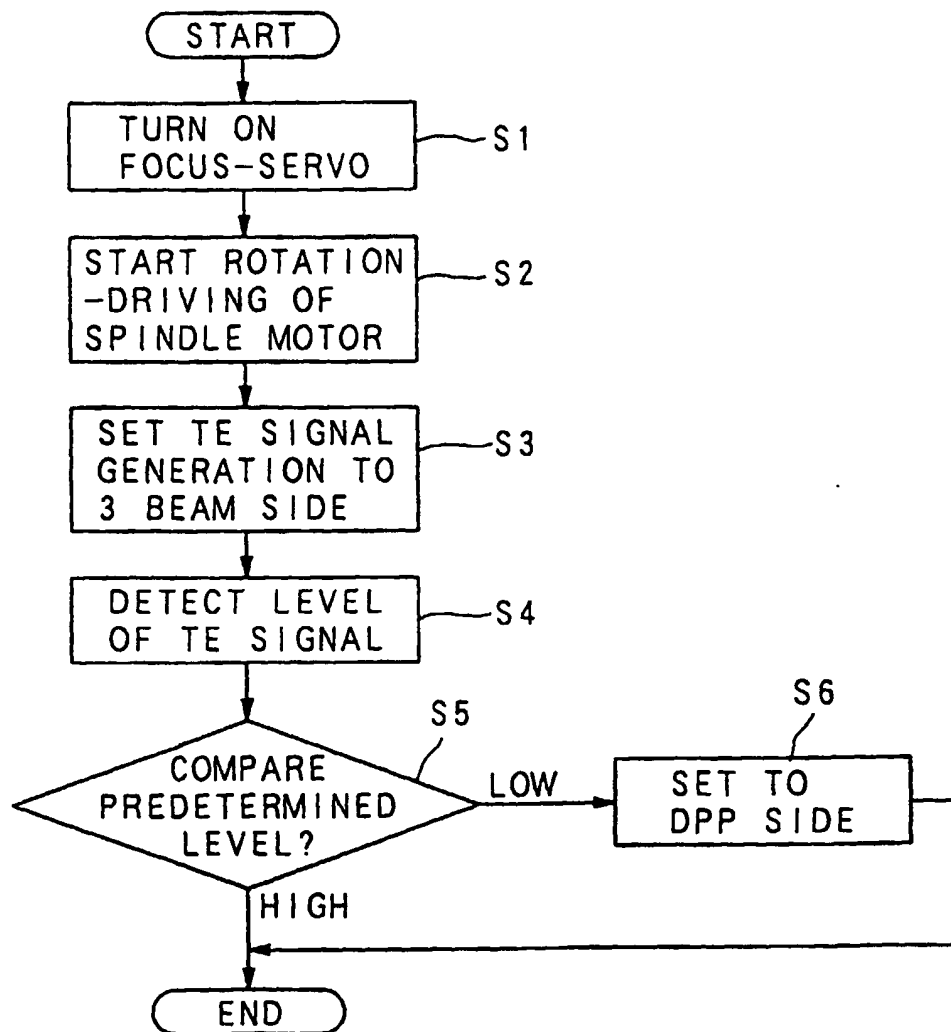 START
TURN ON
FOCUS-SERVO
S1
START ROTATION
-DRIVING OF
SPINDLE MOTOR
S2
SET TE SIGNAL
GENERATION TO
3 BEAM SIDE
S3
DETECT LEVEL
OF TE SIGNAL
S4
COMPARE
PREDETERMINED
LEVEL?
S5
LOW
SET TO
DPP SIDE
S6
HIGH
END